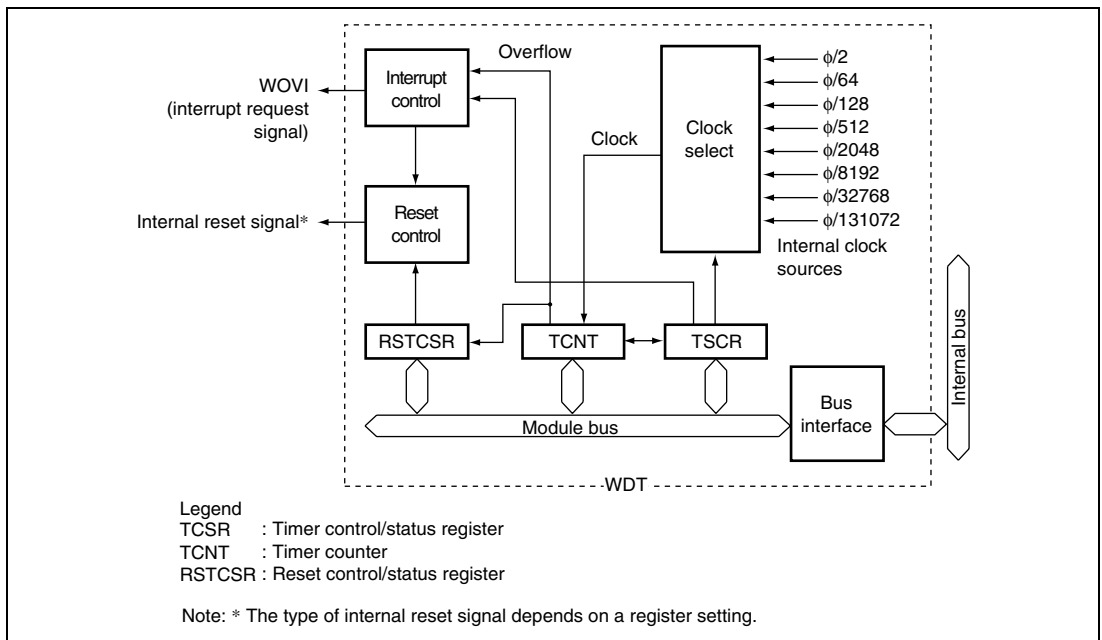 Overflow
Interrupt
control
WOVI
(interrupt request
signal)
Clock
Clock
select
ϕ/2
ϕ/64
ϕ/128
ϕ/512
ϕ/2048
ϕ/8192
ϕ/32768
ϕ/131072
Internal clock
sources
Reset
control
Internal reset signal*
RSTCSR
TCNT
TSCR
Module bus
Bus
interface
Internal bus
WDT
Legend
TCSR : Timer control/status register
TCNT : Timer counter
RSTCSR : Reset control/status register
Note: * The type of internal reset signal depends on a register setting.